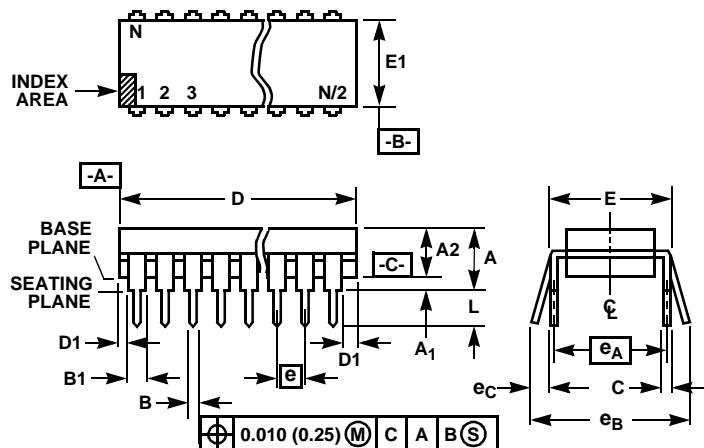 N
E1
INDEX
AREA
1 2 3 N/2
-B-
-A-
D
E
BASE
PLANE
A2
A
-C-
SEATING
PLANE
L
C
L
D1
A1
D1
eA
B1
e
eC
C
B
eB
0.010 (0.25) M C A B S